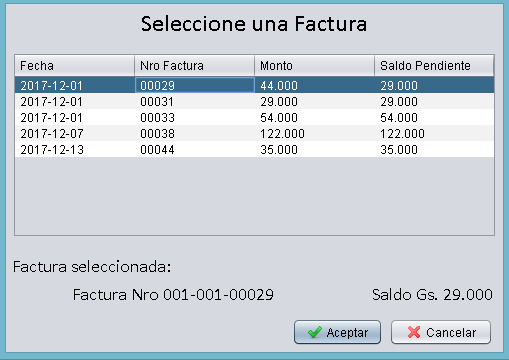 Seleccione una Factura
Fecha Nro Factura Monto Saldo Pendiente
2017-12-01 00029 44.000 29.000
2017-12-01 00031 29.000 29.000
2017-12-01 00033 54.000 54.000
2017-12-07 00038 122.000 122.000
2017-12-13 00044 35.000 35.000
Factura seleccionada:
Factura Nro 001-001-00029 Saldo Gs. 29.000
Aceptar Cancelar